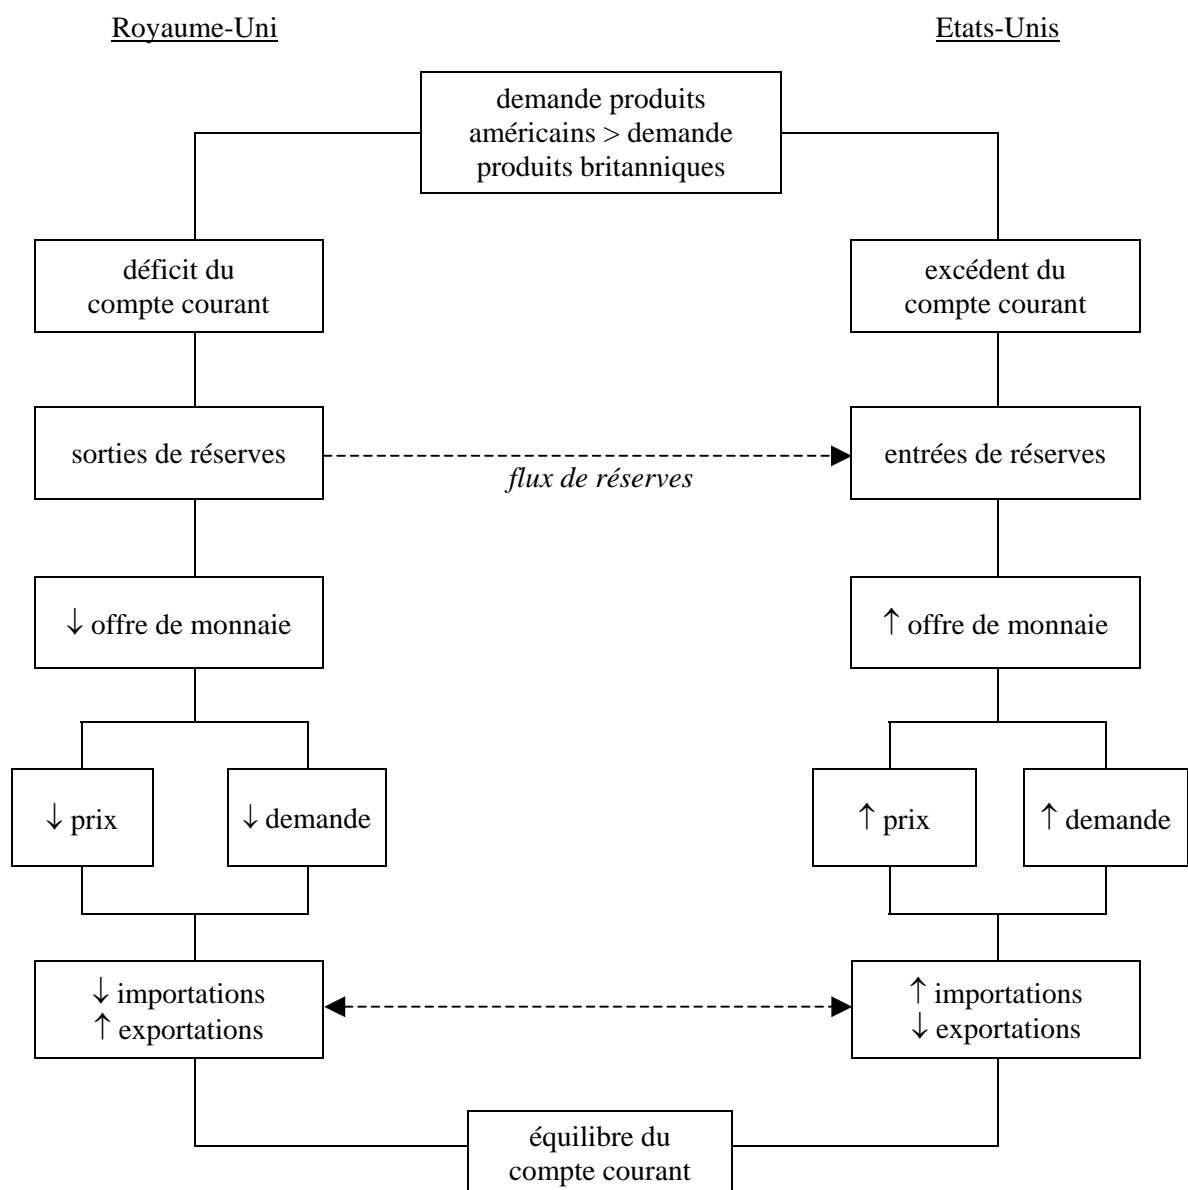 Royaume-Uni
Etats-Unis
demande produits
américains > demande
produits britanniques
déficit du
compte courant
excédent du
compte courant
sorties de réserves
flux de réserves
entrées de réserves
↓ offre de monnaie
↑ offre de monnaie
↓ prix
↓ demande
↑ prix
↑ demande
↓ importations
↑ exportations
↑ importations
↓ exportations
équilibre du
compte courant